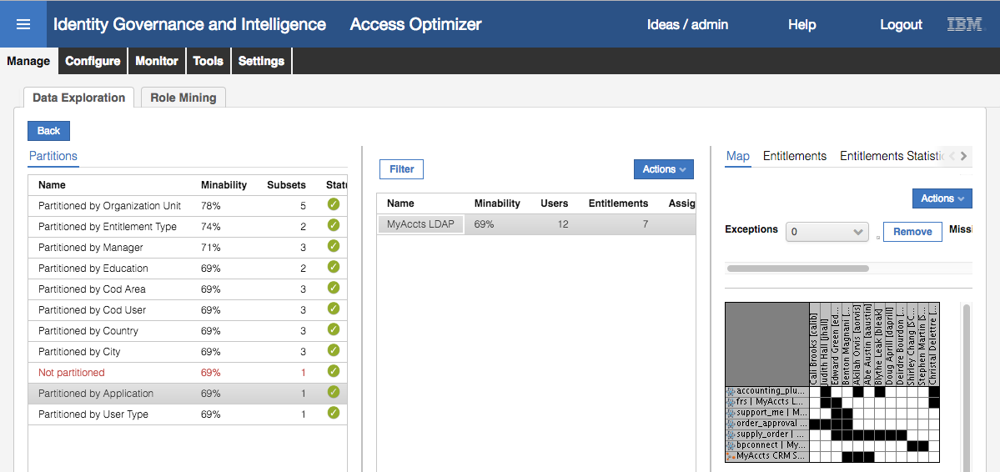 Identity Governance and Intelligence Access Optimizer Ideas / admin Help Logout IBM
Manage Configure Monitor Tools Settings
Data Exploration Role Mining
Back
Partitions
Name Minability Subsets Statu
Partitioned by Organization Unit 78% 5
Partitioned by Entitlement Type 74% 2
Partitioned by Manager 71% 3
Partitioned by Education 69% 2
Partitioned by Cod Area 69% 3
Partitioned by Cod User 69% 3
Partitioned by Country 69% 3
Partitioned by City 69% 3
Not partitioned 69% 1
Partitioned by Application 69% 1
Partitioned by User Type 69% 1
Filter Actions
Name Minability Users Entitlements Assig
MyAccts LDAP 69% 12 7
Map Entitlements Entitlements Statistic
Actions
Exceptions 0 Remove Missi
Cali Brooks [calib]
Judith Hall [jhall]
Edward Green [ed...
Benton Magnani [...
Akilah Orvis [aorvis]
Abe Austin [aaustin]
Blythe Leak [bleak]
Doug April [daprill]
Deirdre Bourdon [...
Shirley Chang [SC...
Stephen Martin [S...
Christal Delettre [...
accounting_plu...
frs | MyAccts L...
support_me | M...
order_approval ...
supply_order | ...
bpconnect | My...
MyAccts CRM S...